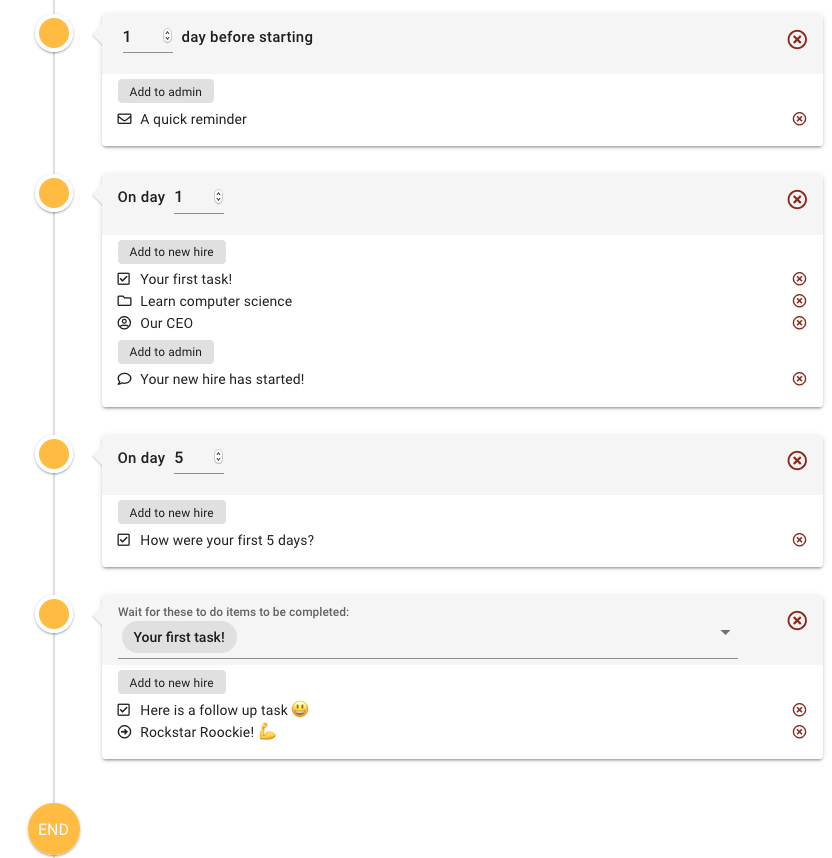 1 day before starting
Add to admin
A quick reminder
On day 1
Add to new hire
Your first task!
Learn computer science
Our CEO
Add to admin
Your new hire has started!
On day 5
Add to new hire
How were your first 5 days?
Wait for these to do items to be completed:
Your first task!
Add to new hire
Here is a follow up task 😃
Rockstar Roockie! 💪
END